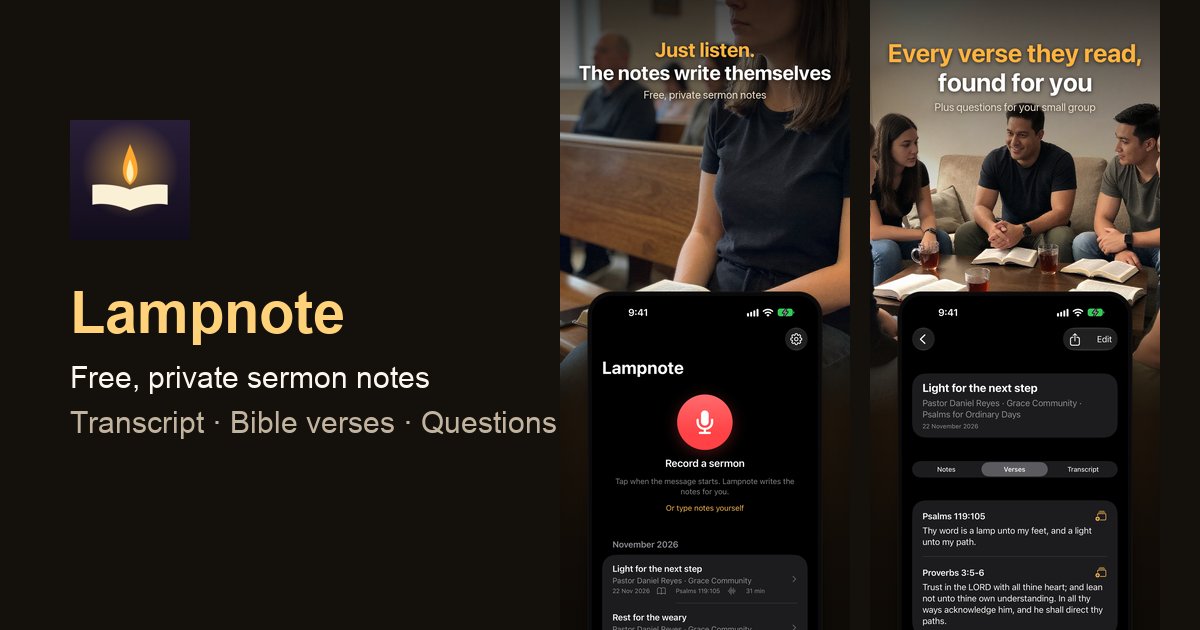 Lampnote
Free, private sermon notes
Transcript · Bible verses · Questions
Just listen.
The notes write themselves
Free, private sermon notes
9:41
Lampnote
Record a sermon
Tap when the message starts. Lampnote writes the
notes for you.
Or type notes yourself
November 2026
Light for the next step
Pastor Daniel Reyes · Grace Community
22 Nov 2026 Psalms 119:105 31 min
Rest for the weary
Pastor Daniel Reyes · Grace Community
Every verse they read,
found for you
Plus questions for your small group
9:41
Edit
Light for the next step
Pastor Daniel Reyes · Grace Community ·
Psalms for Ordinary Days
22 November 2026
Notes Verses Transcript
Psalms 119:105
Thy word is a lamp unto my feet, and a light
unto my path.
Proverbs 3:5-6
Trust in the LORD with all thine heart; and lean
not unto thine own understanding. In all thy
ways acknowledge him, and he shall direct thy
paths.